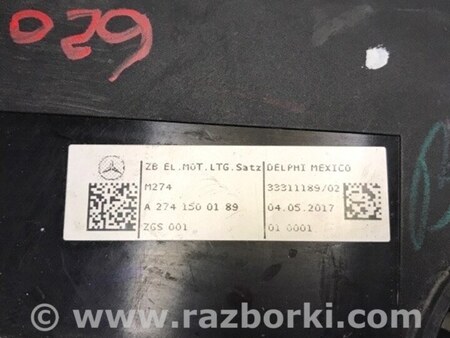 029
ZB EL.MOT.LTG.Satz DELPHI MEXICO
M274 33311189/02
A 274 150 01 89 04.05.2017
ZGS 001 01 0001
© www.razborki.com